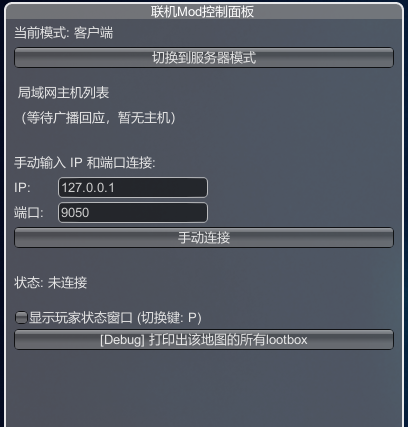 联机Mod控制面板
当前模式: 客户端
切换到服务器模式
局域网主机列表
（等待广播回应，暂无主机）
手动输入 IP 和端口连接:
IP: 127.0.0.1
端口: 9050
手动连接
状态: 未连接
显示玩家状态窗口 (切换键: P)
[Debug] 打印出该地图的所有lootbox